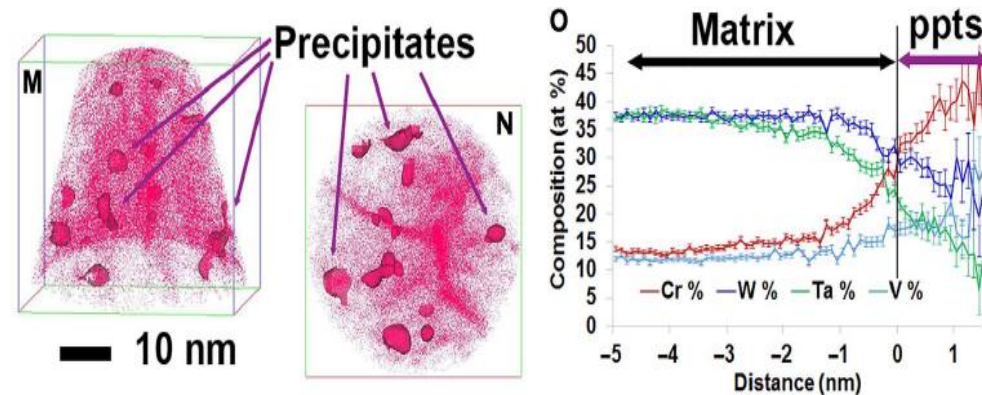 M
Precipitates
N
10 nm
O
Matrix
ppts
Composition (at %)
50
45
40
35
30
25
20
15
10
5
0
Cr %
W %
Ta %
V %
–5
–4
–3
–2
–1
0
1
Distance (nm)